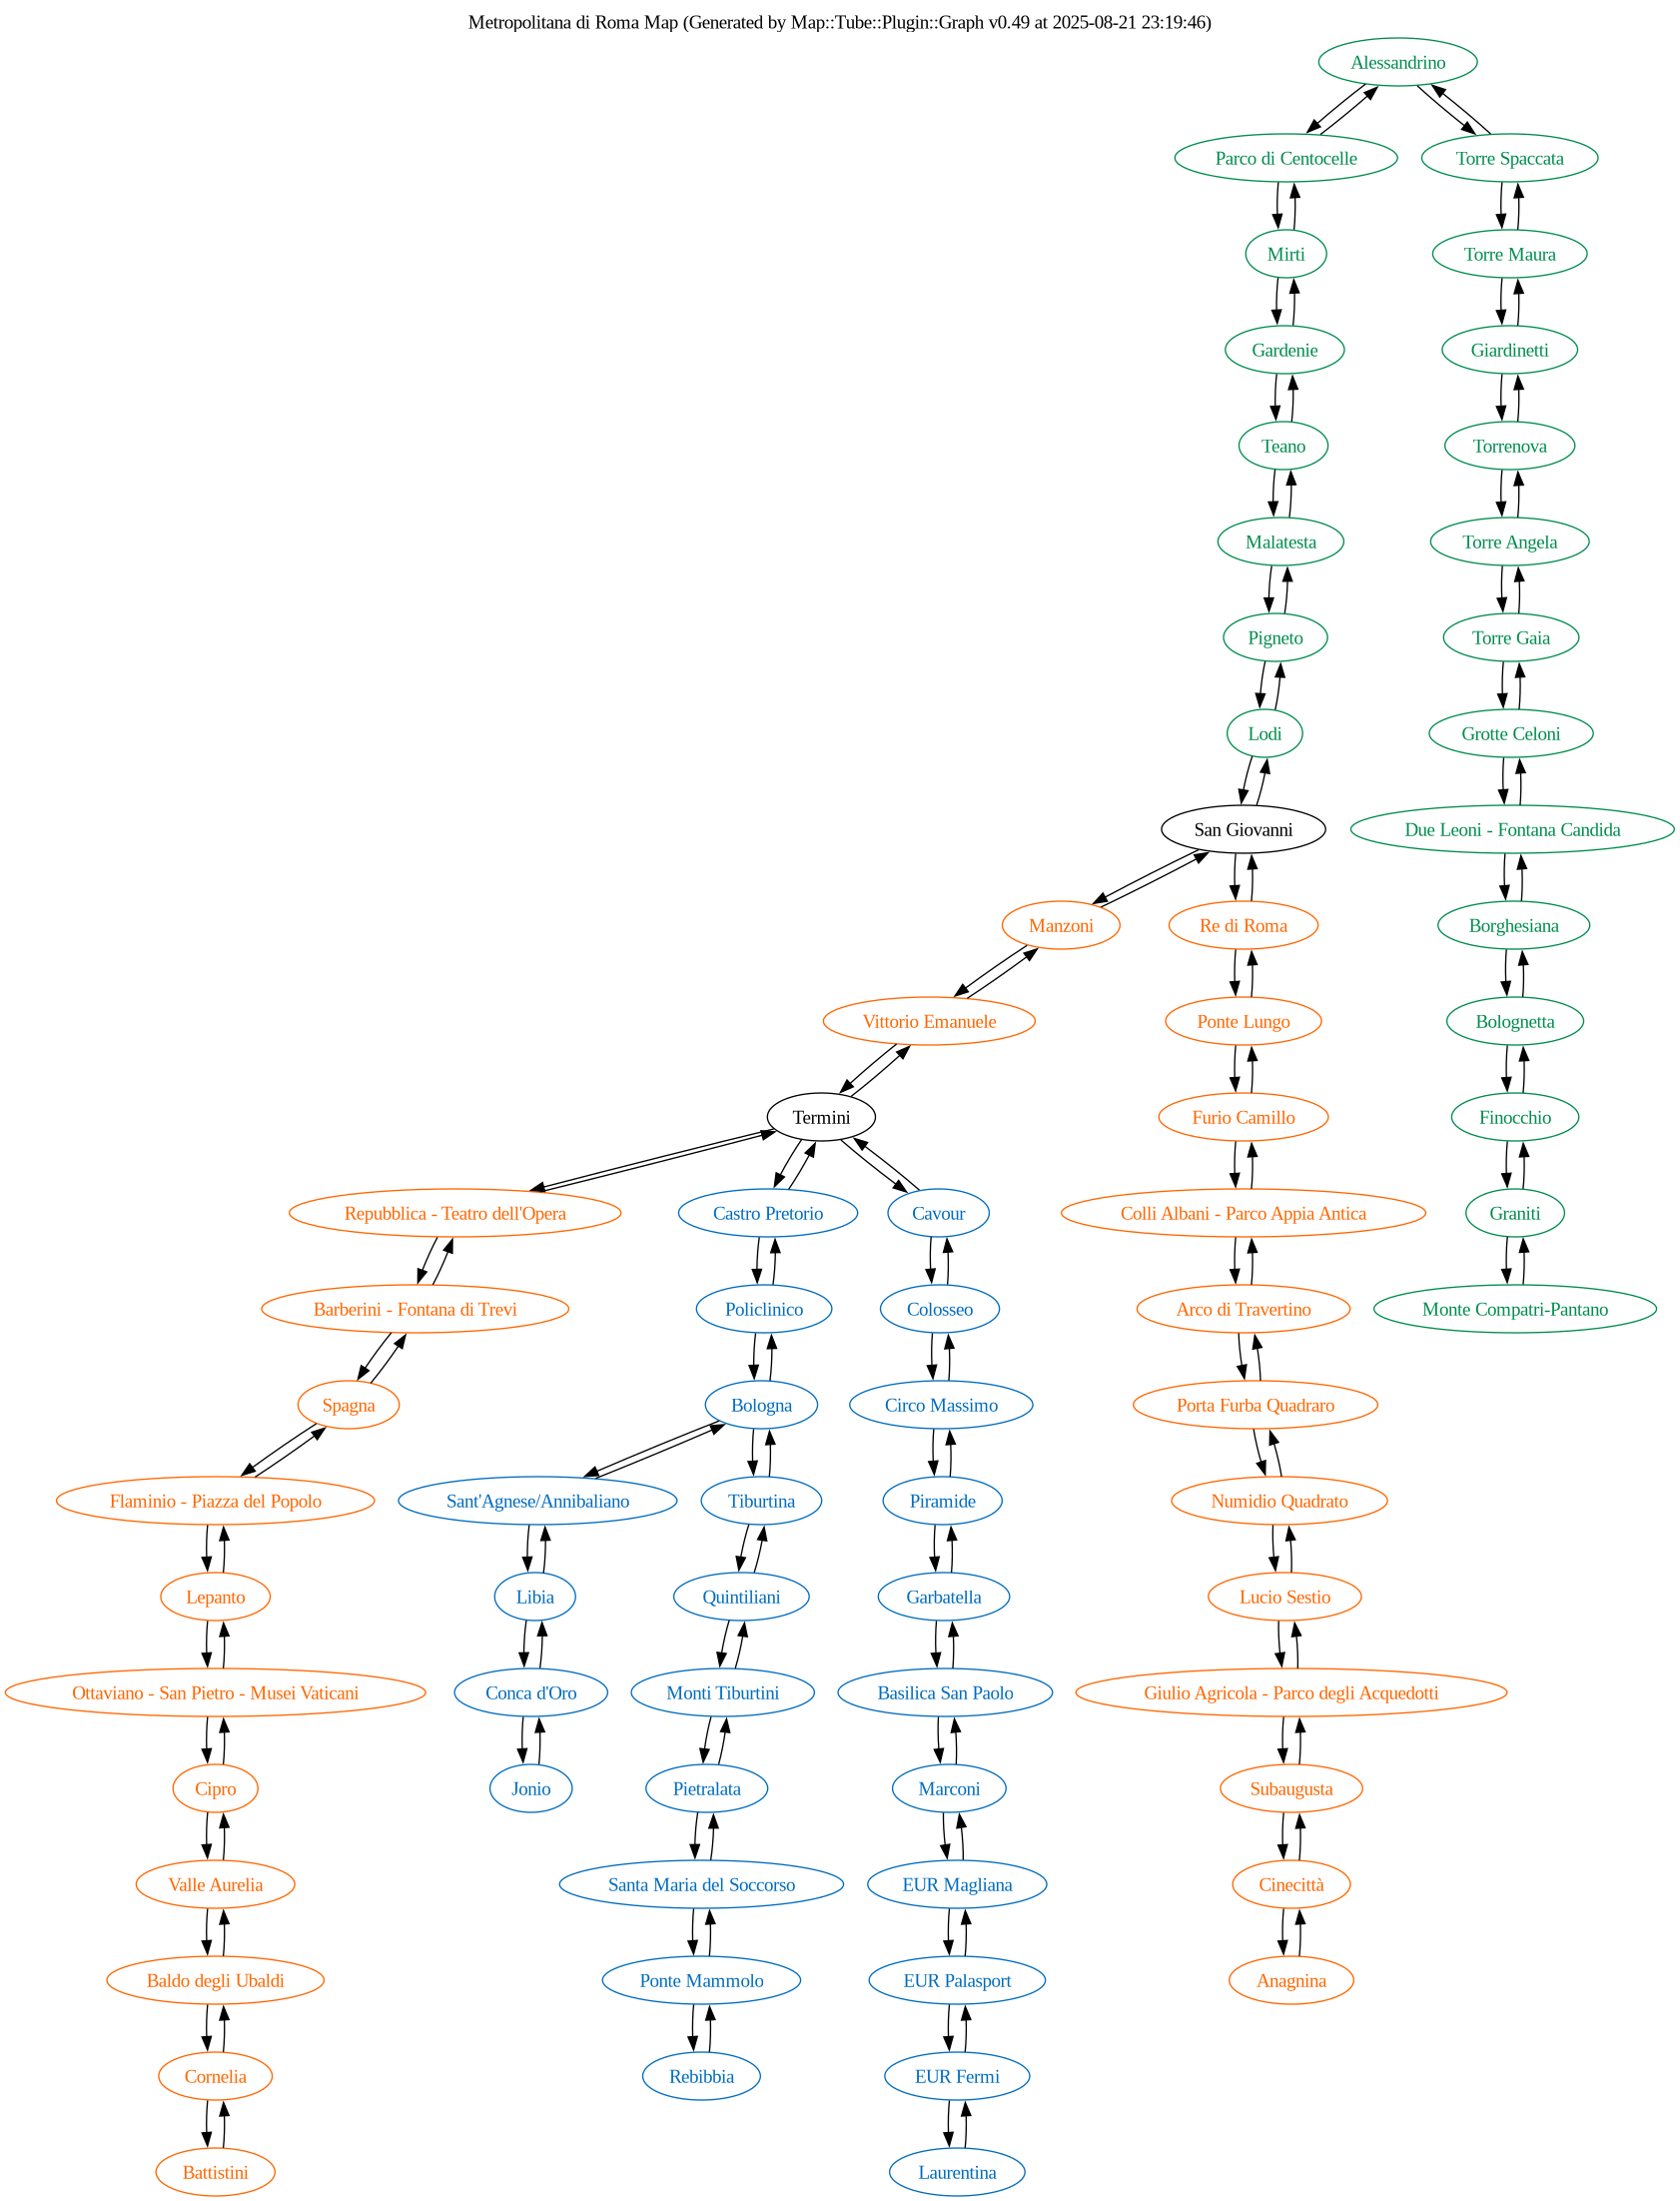 Metropolitana di Roma Map (Generated by Map::Tube::Plugin::Graph v0.49 at 2025-08-21 23:19:46)
Alessandrino
Parco di Centocelle
Torre Spaccata
Mirti
Torre Maura
Gardenie
Giardinetti
Teano
Torrenova
Malatesta
Torre Angela
Pigneto
Torre Gaia
Lodi
Grotte Celoni
San Giovanni
Due Leoni - Fontana Candida
Manzoni
Re di Roma
Borghesiana
Vittorio Emanuele
Ponte Lungo
Bolognetta
Termini
Furio Camillo
Finocchio
Repubblica - Teatro dell'Opera
Castro Pretorio
Cavour
Colli Albani - Parco Appia Antica
Graniti
Barberini - Fontana di Trevi
Policlinico
Colosseo
Arco di Travertino
Monte Compatri-Pantano
Spagna
Bologna
Circo Massimo
Porta Furba Quadraro
Flaminio - Piazza del Popolo
Sant'Agnese/Annibaliano
Tiburtina
Piramide
Numidio Quadrato
Lepanto
Libia
Quintiliani
Garbatella
Lucio Sestio
Ottaviano - San Pietro - Musei Vaticani
Conca d'Oro
Monti Tiburtini
Basilica San Paolo
Giulio Agricola - Parco degli Acquedotti
Cipro
Jonio
Pietralata
Marconi
Subaugusta
Valle Aurelia
Santa Maria del Soccorso
EUR Magliana
Cinecittà
Baldo degli Ubaldi
Ponte Mammolo
EUR Palasport
Anagnina
Cornelia
Rebibbia
EUR Fermi
Battistini
Laurentina